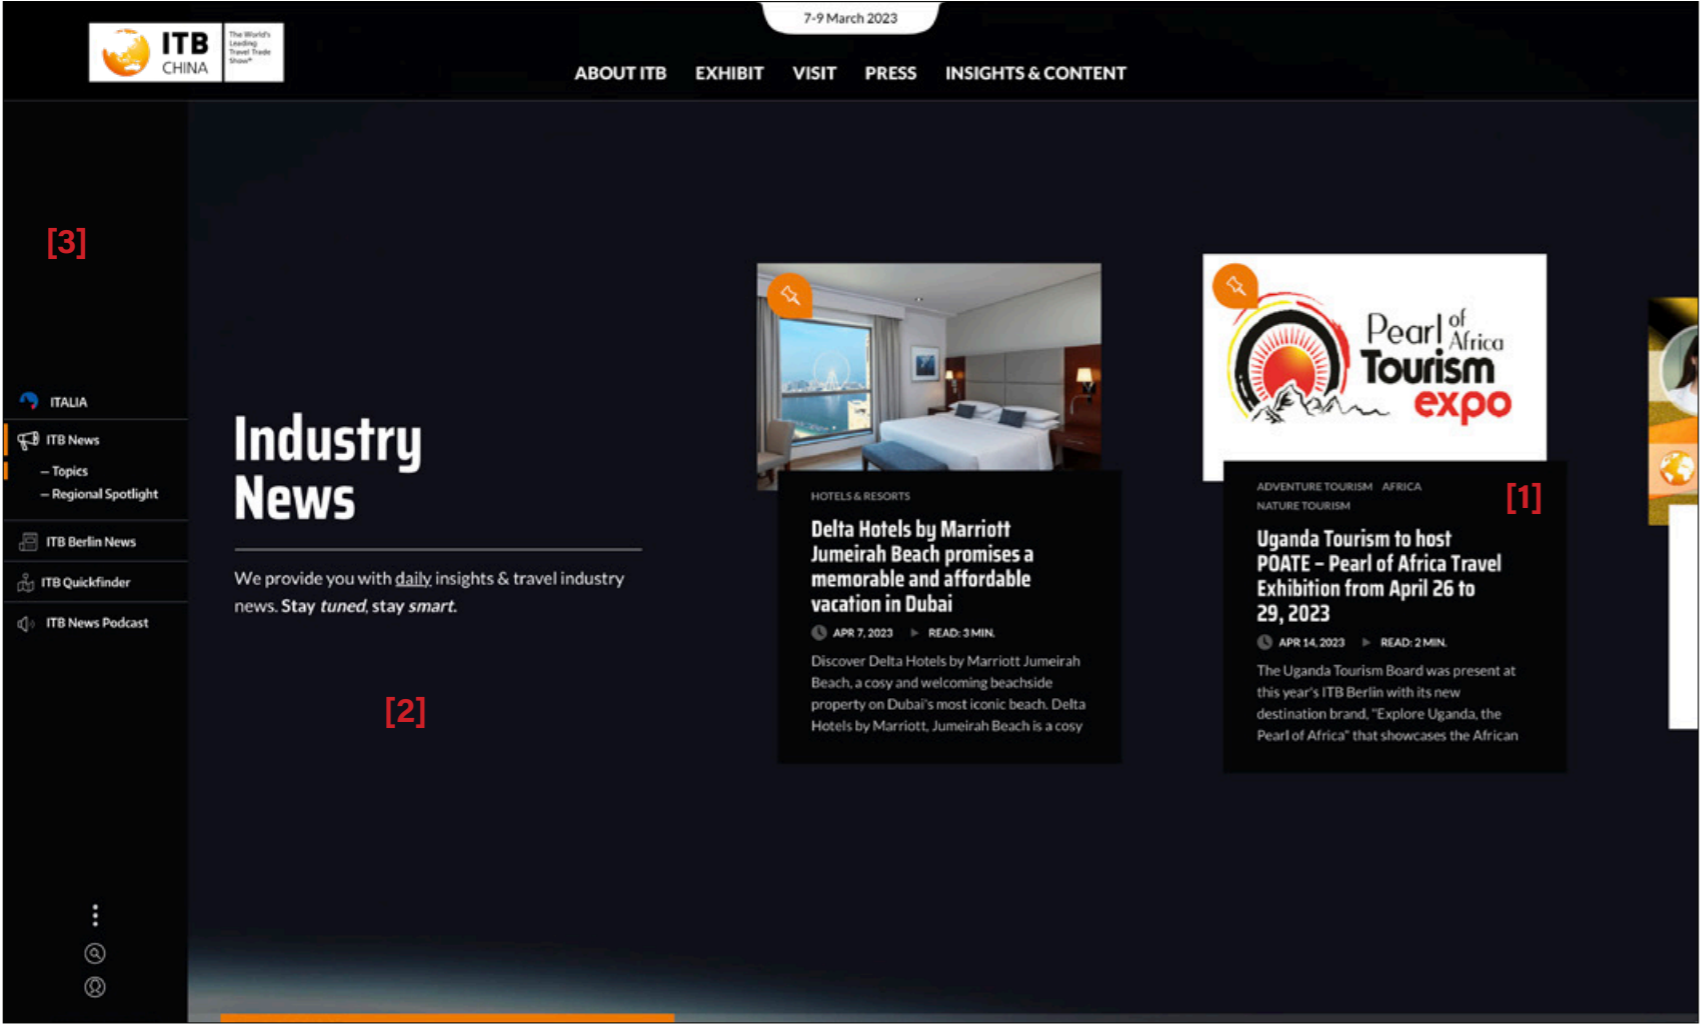 7-9 March 2023
ITB
CHINA
The World's
Leading
Travel Trade
Show®
ABOUT ITB EXHIBIT VISIT PRESS INSIGHTS & CONTENT
[3]
ITALIA
ITB News
– Topics
– Regional Spotlight
ITB Berlin News
ITB Quickfinder
ITB News Podcast
Industry
News
We provide you with daily insights & travel industry
news. Stay tuned, stay smart.
[2]
HOTELS & RESORTS
Delta Hotels by Marriott
Jumeirah Beach promises a
memorable and affordable
vacation in Dubai
APR 7, 2023 READ: 3 MIN.
Discover Delta Hotels by Marriott Jumeirah
Beach, a cosy and welcoming beachside
property on Dubai's most iconic beach. Delta
Hotels by Marriott, Jumeirah Beach is a cosy
Pearl of Africa
Tourism
expo
ADVENTURE TOURISM AFRICA
NATURE TOURISM
[1]
Uganda Tourism to host
POATE – Pearl of Africa Travel
Exhibition from April 26 to
29, 2023
APR 14, 2023 READ: 2 MIN.
The Uganda Tourism Board was present at
this year's ITB Berlin with its new
destination brand, "Explore Uganda, the
Pearl of Africa" that showcases the African